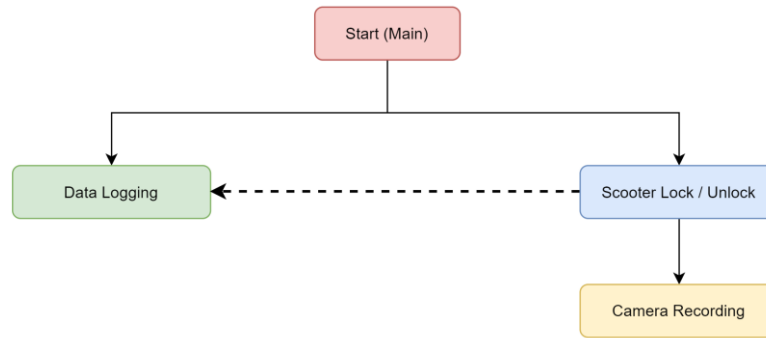 Start (Main)
Data Logging
Scooter Lock / Unlock
Camera Recording